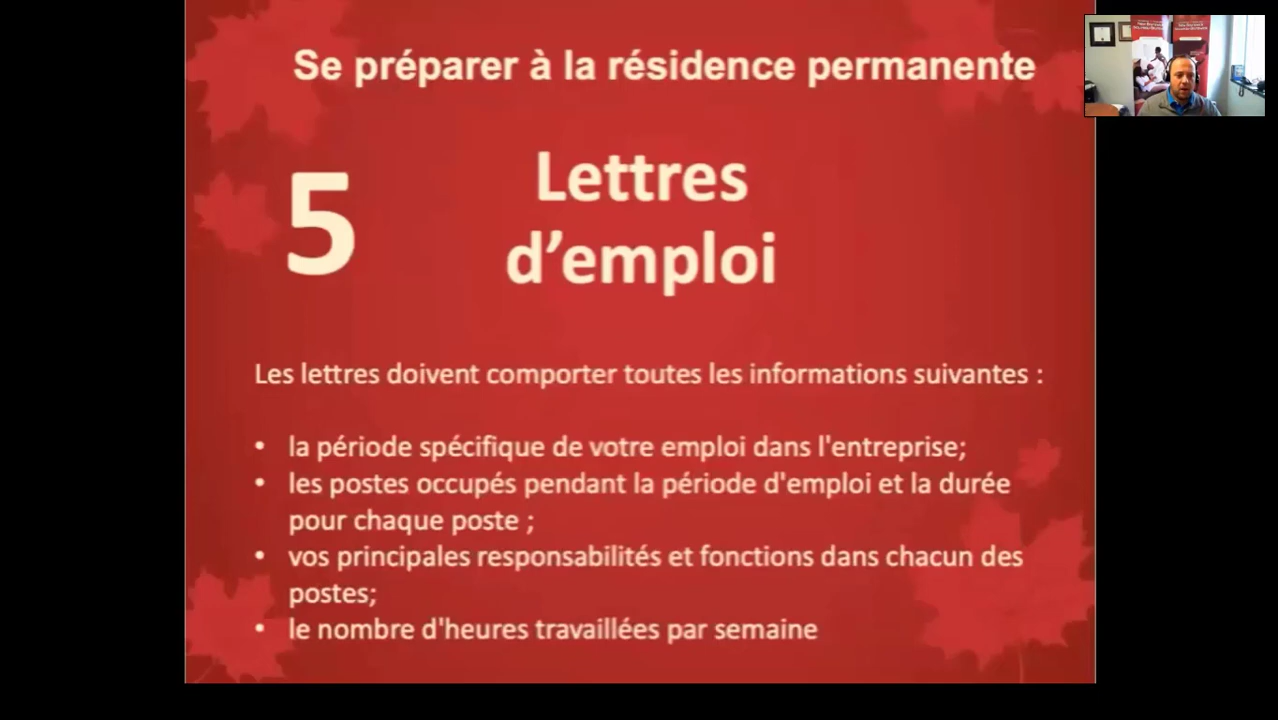 Se préparer à la résidence permanente
5
Lettres
d’emploi
Les lettres doivent comporter toutes les informations suivantes :
• la période spécifique de votre emploi dans l'entreprise;
• les postes occupés pendant la période d'emploi et la durée
pour chaque poste ;
• vos principales responsabilités et fonctions dans chacun des
postes;
• le nombre d'heures travaillées par semaine